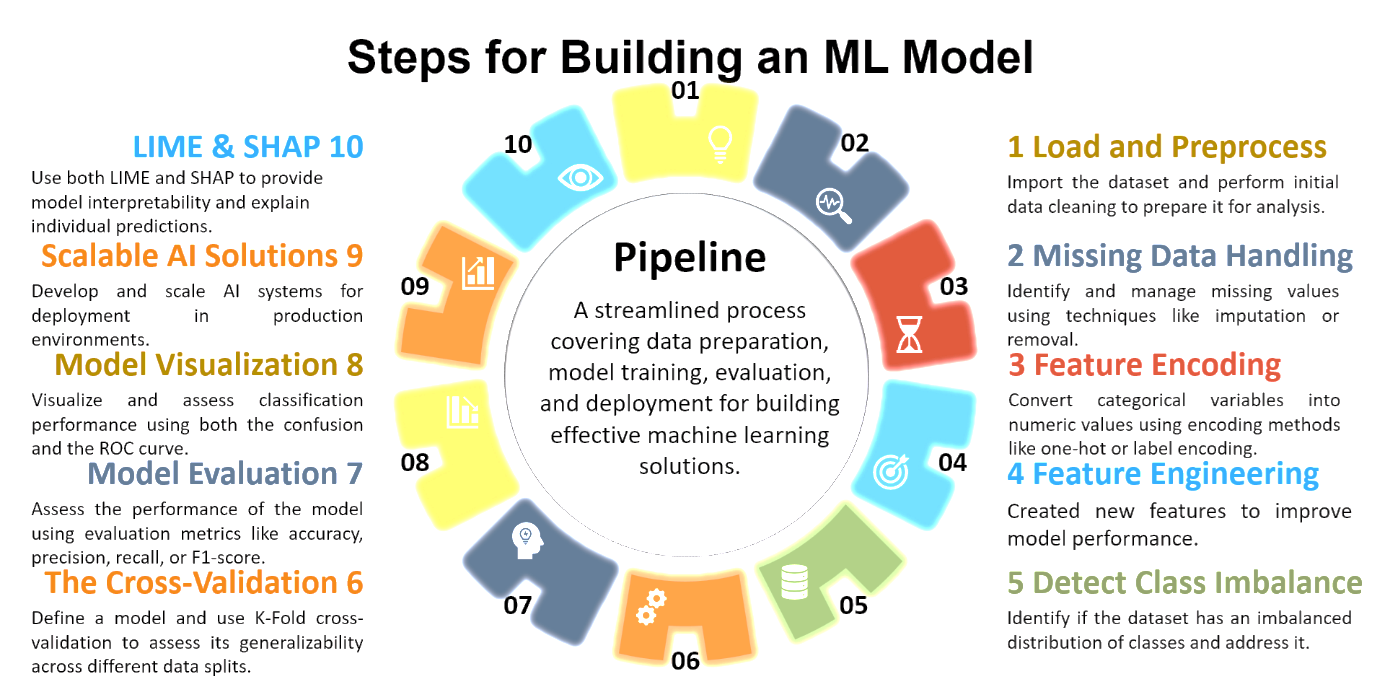 Steps for Building an ML Model
01
02
03
04
05
06
07
08
09
10
Pipeline
A streamlined process
covering data preparation,
model training, evaluation,
and deployment for building
effective machine learning
solutions.
1 Load and Preprocess
Import the dataset and perform initial
data cleaning to prepare it for analysis.
2 Missing Data Handling
Identify and manage missing values
using techniques like imputation or
removal.
3 Feature Encoding
Convert categorical variables into
numeric values using encoding methods
like one-hot or label encoding.
4 Feature Engineering
Created new features to improve
model performance.
5 Detect Class Imbalance
Identify if the dataset has an imbalanced
distribution of classes and address it.
The Cross-Validation 6
Define a model and use K-Fold cross-
validation to assess its generalizability
across different data splits.
Model Evaluation 7
Assess the performance of the model
using evaluation metrics like accuracy,
precision, recall, or F1-score.
Model Visualization 8
Visualize and assess classification
performance using both the confusion
and the ROC curve.
Scalable AI Solutions 9
Develop and scale AI systems for
deployment in production
environments.
LIME & SHAP 10
Use both LIME and SHAP to provide
model interpretability and explain
individual predictions.